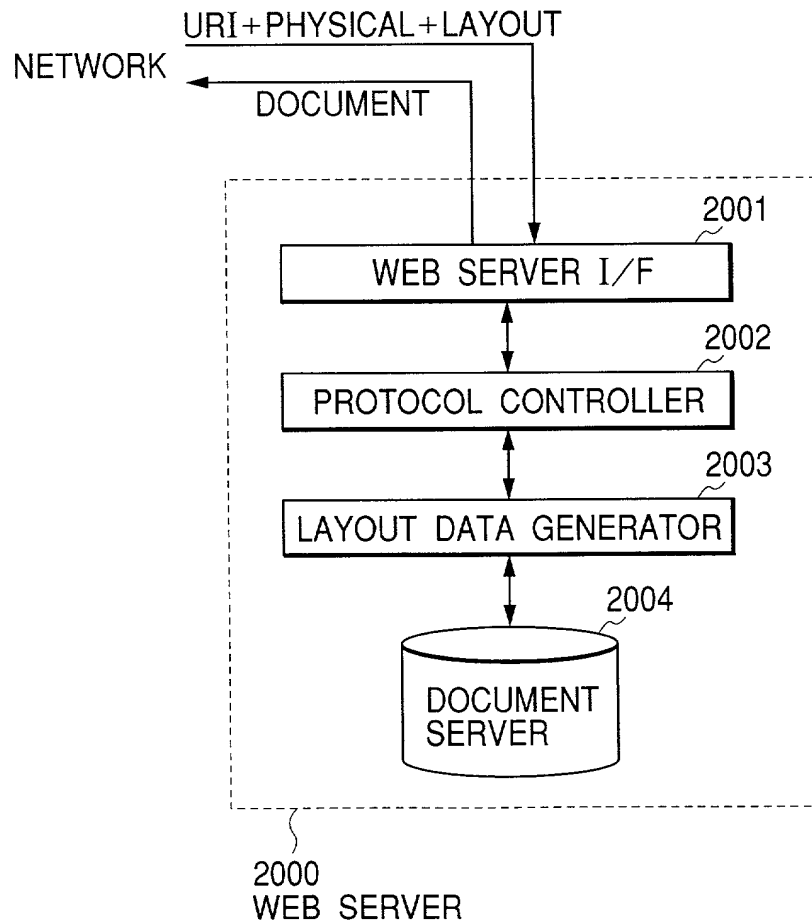 URI+PHYSICAL+LAYOUT
NETWORK
DOCUMENT
2001
WEB SERVER I/F
2002
PROTOCOL CONTROLLER
2003
LAYOUT DATA GENERATOR
2004
DOCUMENT
SERVER
2000
WEB SERVER